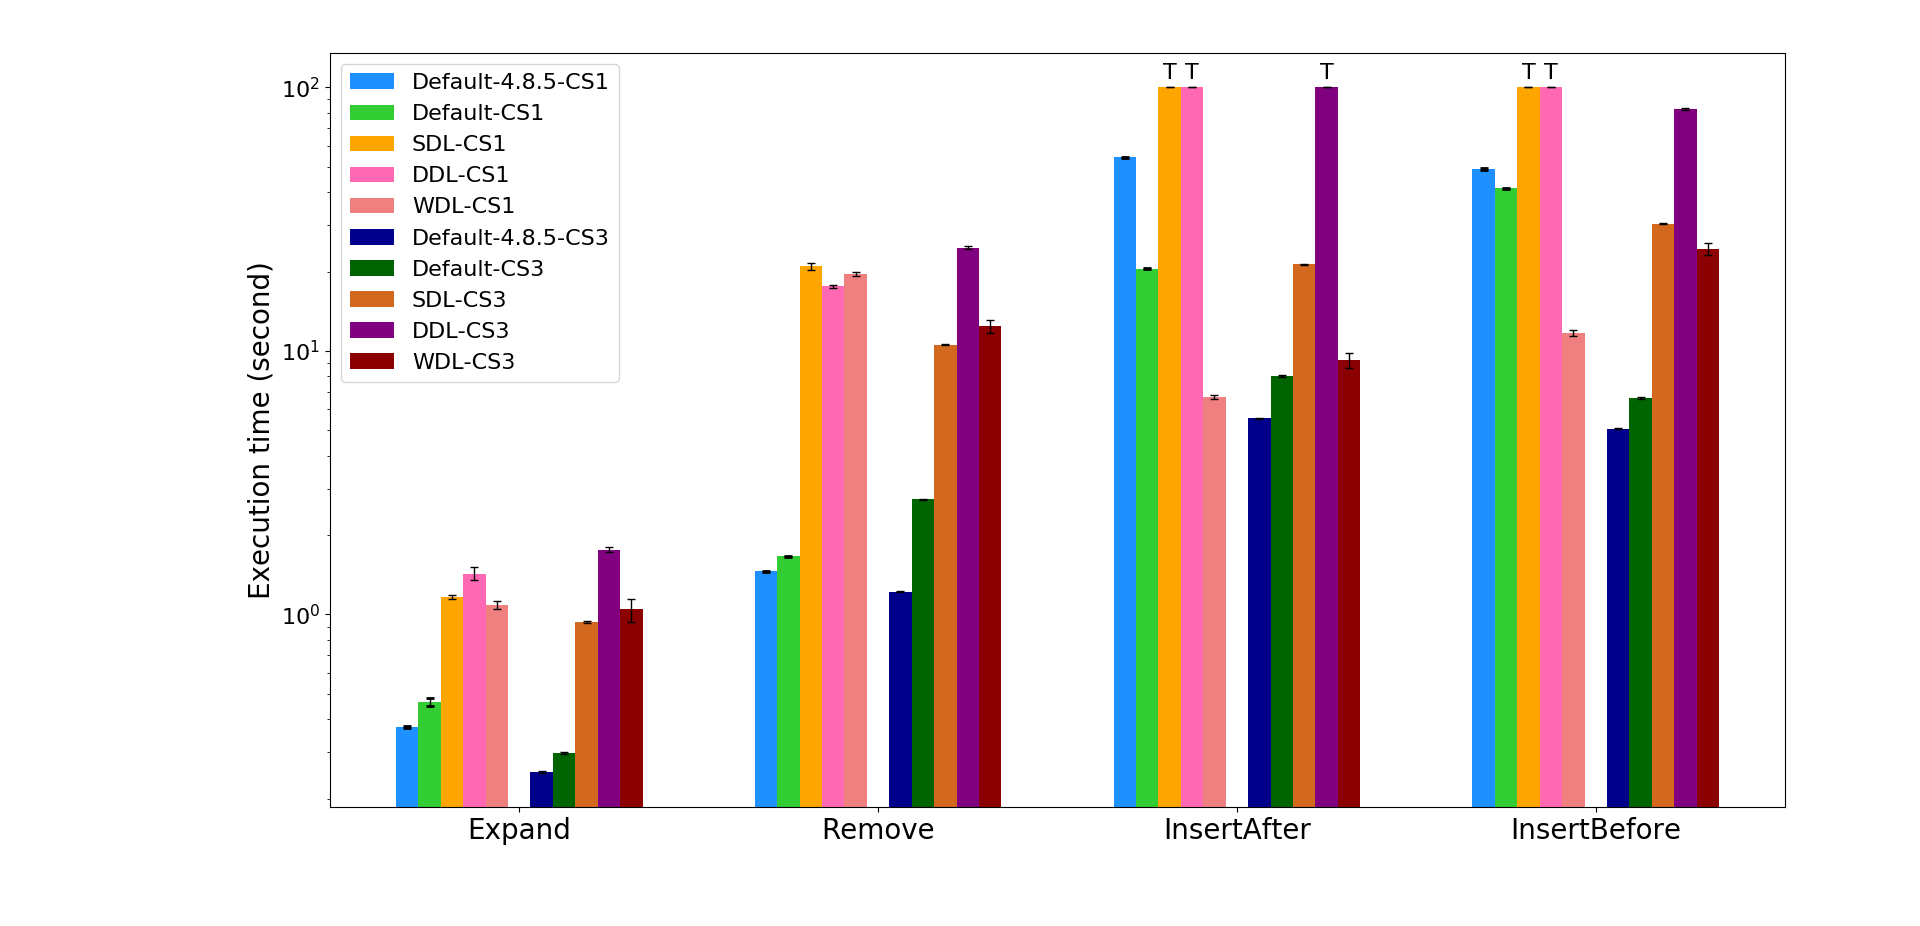 T T T T T
10²
10¹
10⁰
Execution time (second)
Default-4.8.5-CS1
Default-CS1
SDL-CS1
DDL-CS1
WDL-CS1
Default-4.8.5-CS3
Default-CS3
SDL-CS3
DDL-CS3
WDL-CS3
Expand Remove InsertAfter InsertBefore